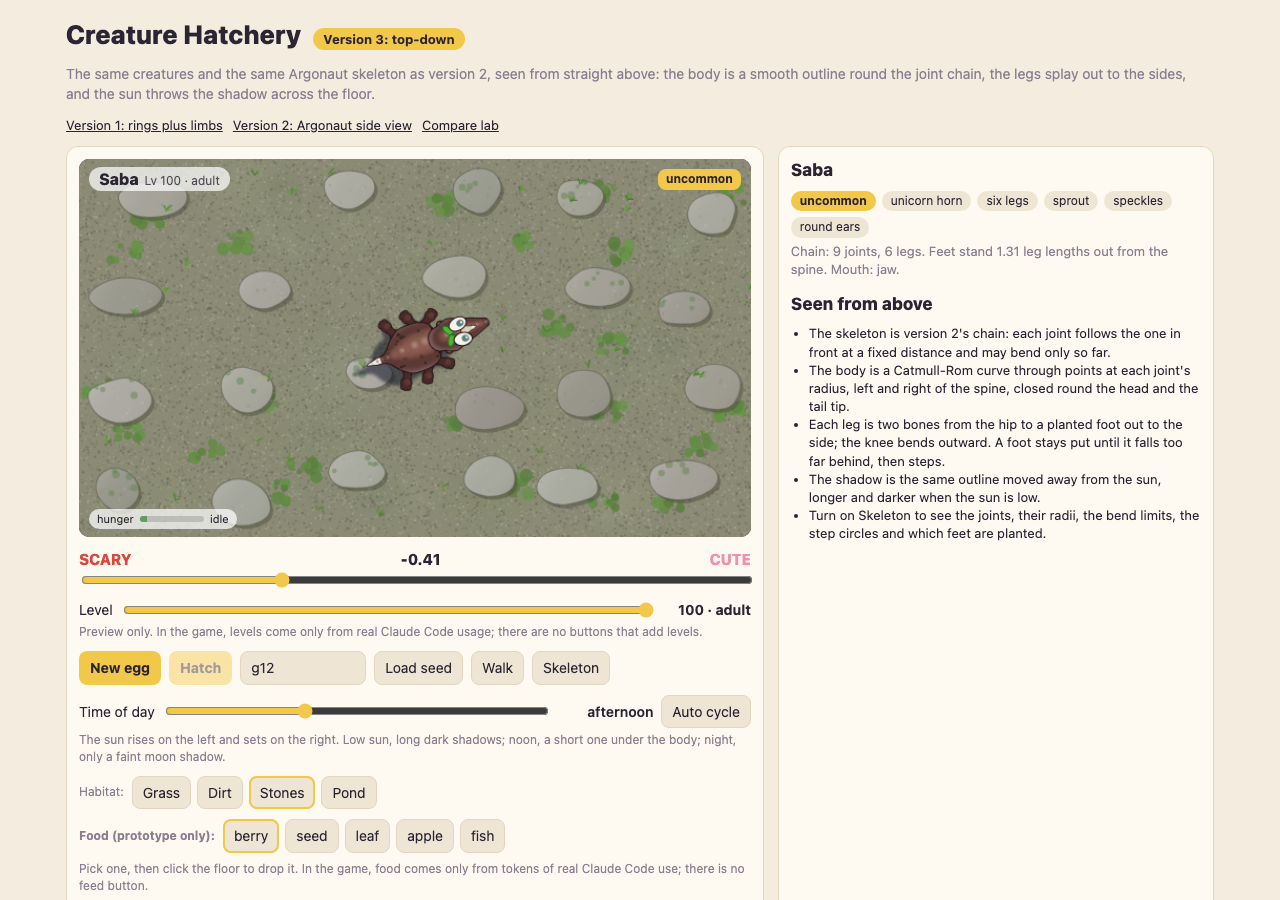 Creature Hatchery
Version 3: top-down
The same creatures and the same Argonaut skeleton as version 2, seen from straight above: the body is a smooth outline round the joint chain, the legs splay out to the sides,
and the sun throws the shadow across the floor.
Version 1: rings plus limbs Version 2: Argonaut side view Compare lab
Saba Lv 100 · adult
uncommon
hunger idle
SCARY -0.41 CUTE
Level 100 · adult
Preview only. In the game, levels come only from real Claude Code usage; there are no buttons that add levels.
New egg Hatch g12 Load seed Walk Skeleton
Time of day afternoon Auto cycle
The sun rises on the left and sets on the right. Low sun, long dark shadows; noon, a short one under the body; night,
only a faint moon shadow.
Habitat: Grass Dirt Stones Pond
Food (prototype only): berry seed leaf apple fish
Pick one, then click the floor to drop it. In the game, food comes only from tokens of real Claude Code use; there is no
feed button.
Saba
uncommon unicorn horn six legs sprout speckles
round ears
Chain: 9 joints, 6 legs. Feet stand 1.31 leg lengths out from the
spine. Mouth: jaw.
Seen from above
• The skeleton is version 2's chain: each joint follows the one in
front at a fixed distance and may bend only so far.
• The body is a Catmull-Rom curve through points at each joint's
radius, left and right of the spine, closed round the head and the
tail tip.
• Each leg is two bones from the hip to a planted foot out to the
side; the knee bends outward. A foot stays put until it falls too
far behind, then steps.
• The shadow is the same outline moved away from the sun,
longer and darker when the sun is low.
• Turn on Skeleton to see the joints, their radii, the bend limits, the
step circles and which feet are planted.